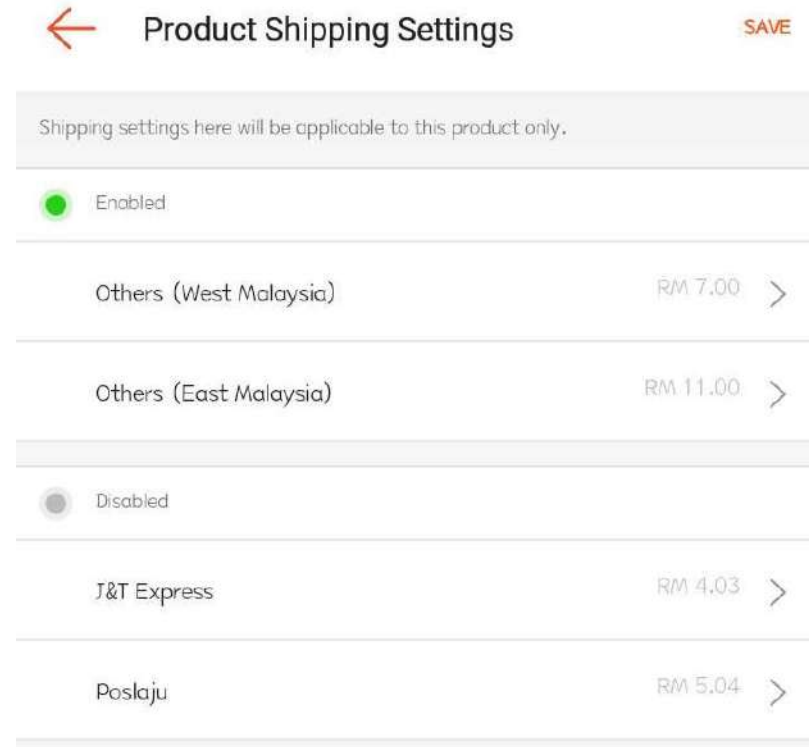 Product Shipping Settings SAVE
Shipping settings here will be applicable to this product only.
Enabled
Others (West Malaysia) RM 7.00
Others (East Malaysia) RM 11.00
Disabled
J&T Express RM 4.03
Poslaju RM 5.04